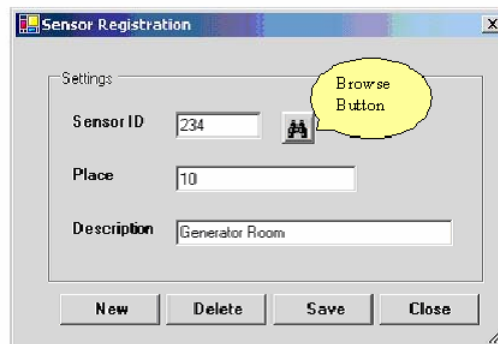 Sensor Registration
Settings
Sensor ID
234
Browse
Button
Place
10
Description
Generator Room
New
Delete
Save
Close